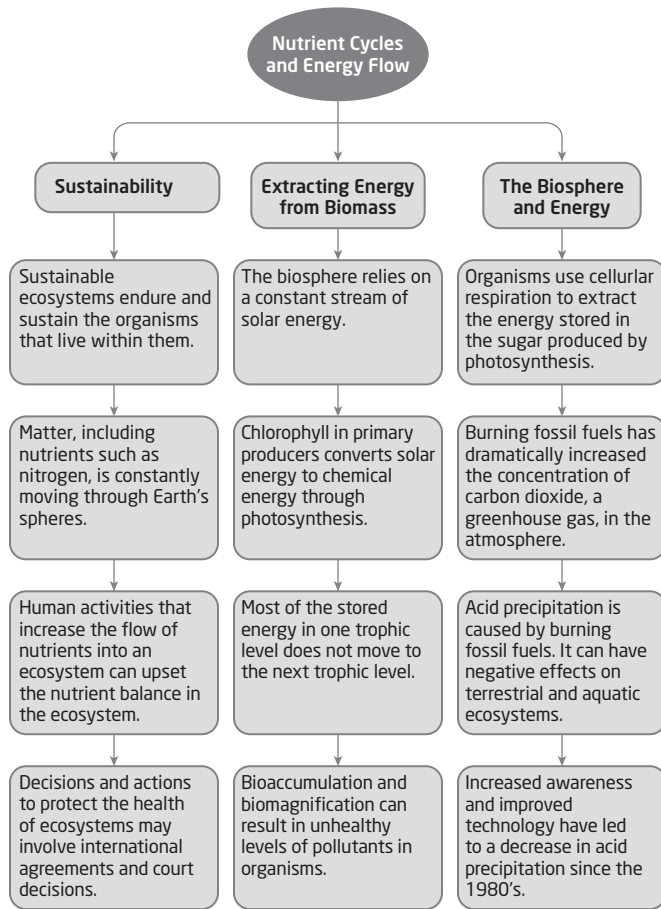 Nutrient Cycles
and Energy Flow
Sustainability
Sustainable
ecosystems endure and
sustain the organisms
that live within them.
Matter, including
nutrients such as
nitrogen, is constantly
moving through Earth's
spheres.
Human activities that
increase the flow of
nutrients into an
ecosystem can upset
the nutrient balance in
the ecosystem.
Decisions and actions
to protect the health
of ecosystems may
involve international
agreements and court
decisions.
Extracting Energy
from Biomass
The biosphere relies on
a constant stream of
solar energy.
Chlorophyll in primary
producers converts solar
energy to chemical
energy through
photosynthesis.
Most of the stored
energy in one trophic
level does not move to
the next trophic level.
Bioaccumulation and
biomagnification can
result in unhealthy
levels of pollutants in
organisms.
The Biosphere
and Energy
Organisms use cellurlar
respiration to extract
the energy stored in
the sugar produced by
photosynthesis.
Burning fossil fuels has
dramatically increased
the concentration of
carbon dioxide, a
greenhouse gas, in the
atmosphere.
Acid precipitation is
caused by burning
fossil fuels. It can have
negative effects on
terrestrial and aquatic
ecosystems.
Increased awareness
and improved
technology have led
to a decrease in acid
precipitation since the
1980's.